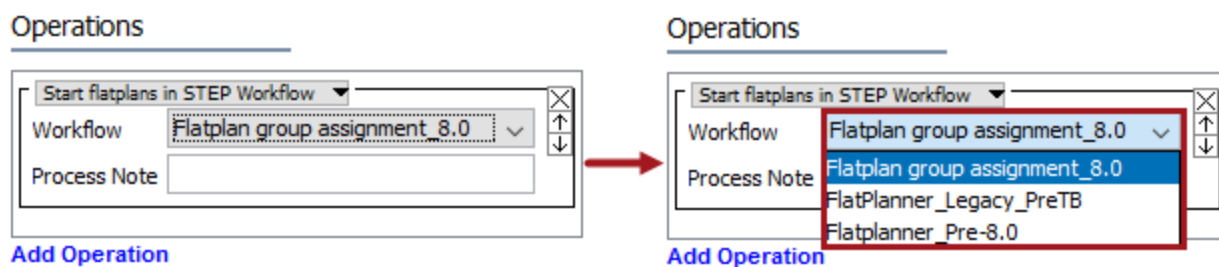 Operations
Start flatplans in STEP Workflow
Workflow Flatplan group assignment_8.0
Process Note
Add Operation
Operations
Start flatplans in STEP Workflow
Workflow Flatplan group assignment_8.0
Process Note Flatplan group assignment_8.0
FlatPlanner_Legacy_PreTB
Flatplanner_Pre-8.0
Add Operation